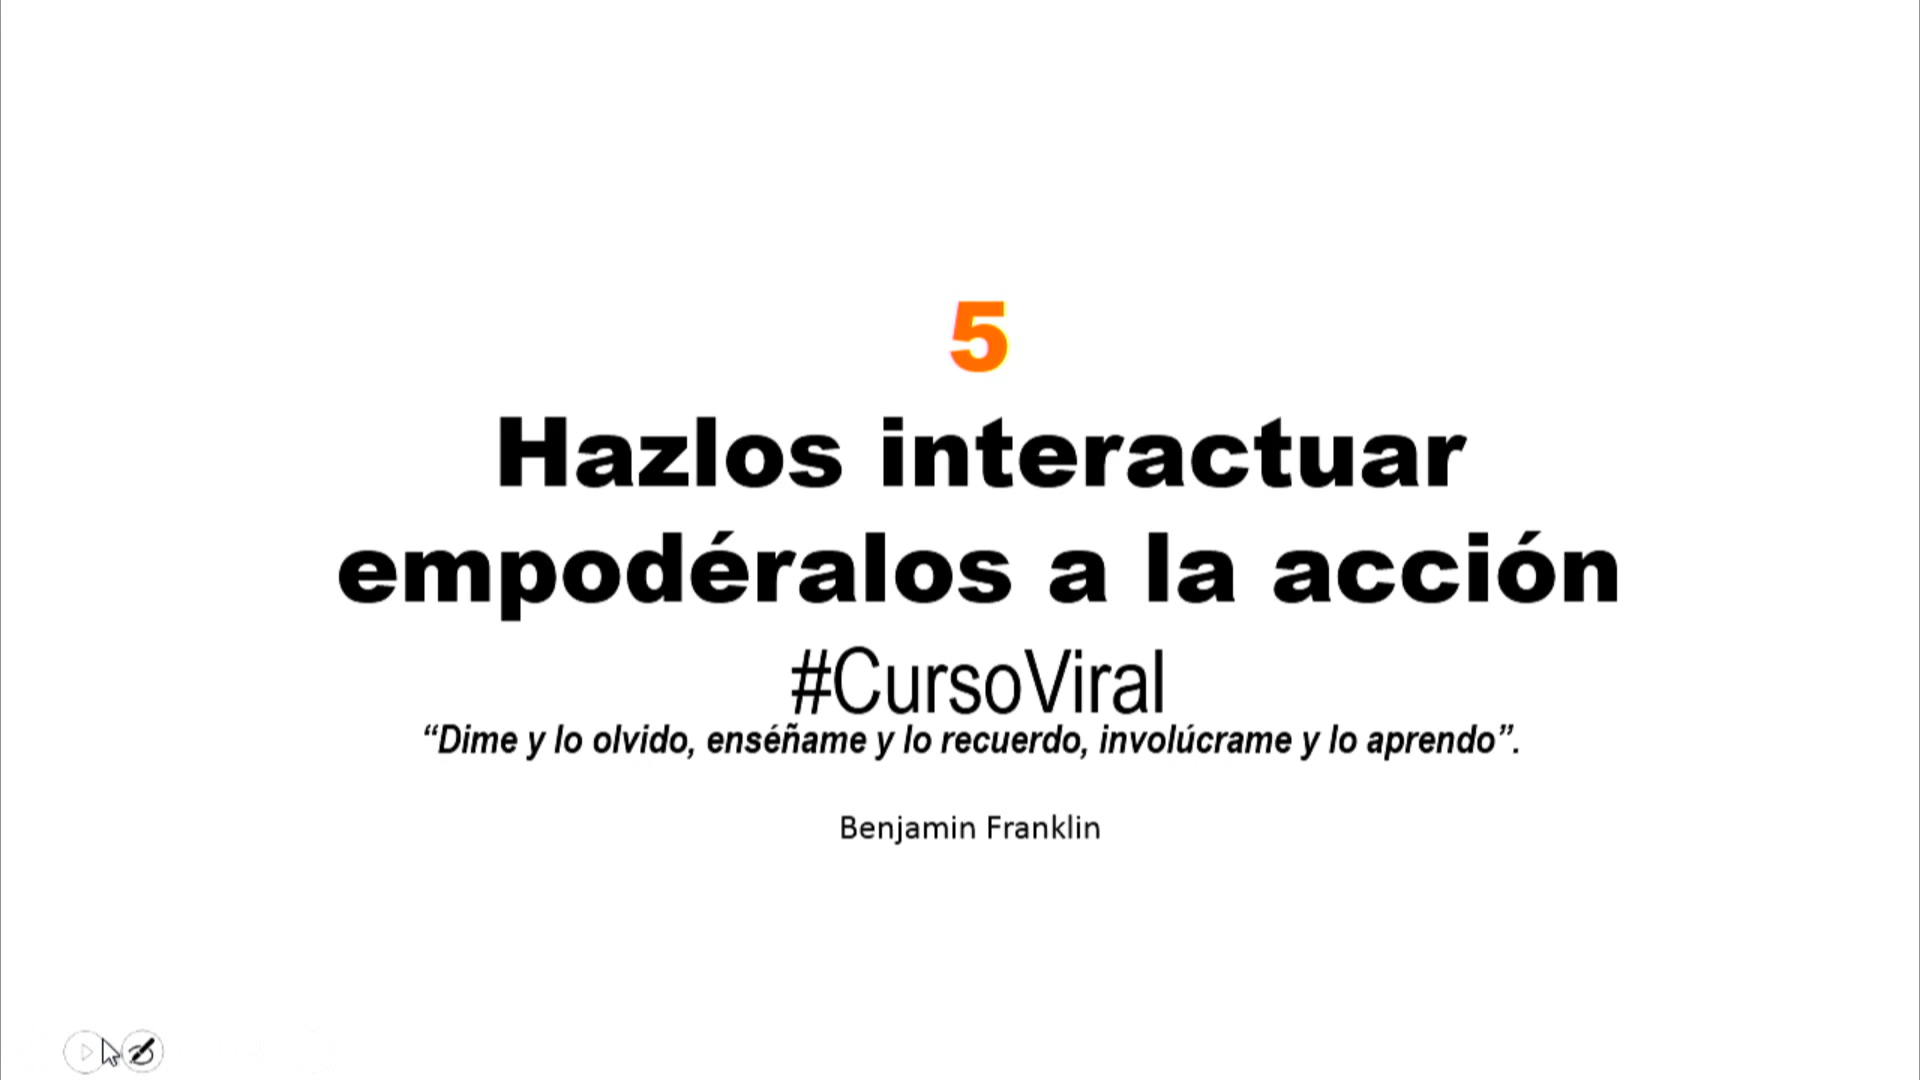 5
Hazlos interactuar
empodéralos a la acción
#CursoViral
“Dime y lo olvido, enséñame y lo recuerdo, involúcrame y lo aprendo”.
Benjamin Franklin